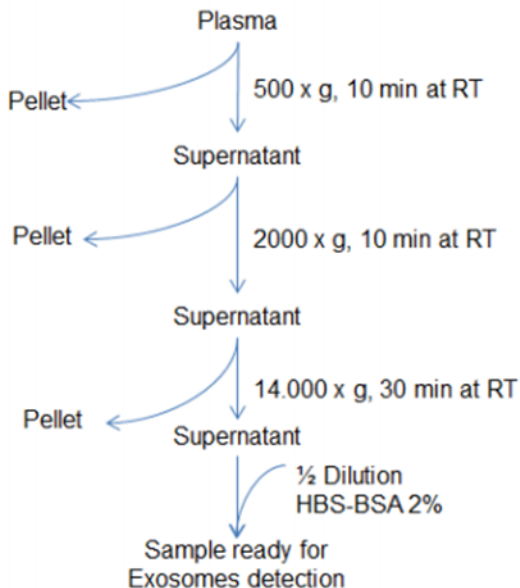 Plasma
500 x g, 10 min at RT
Pellet
Supernatant
Pellet
2000 x g, 10 min at RT
Supernatant
14.000 x g, 30 min at RT
Pellet
Supernatant
½ Dilution
HBS-BSA 2%
Sample ready for
Exosomes detection